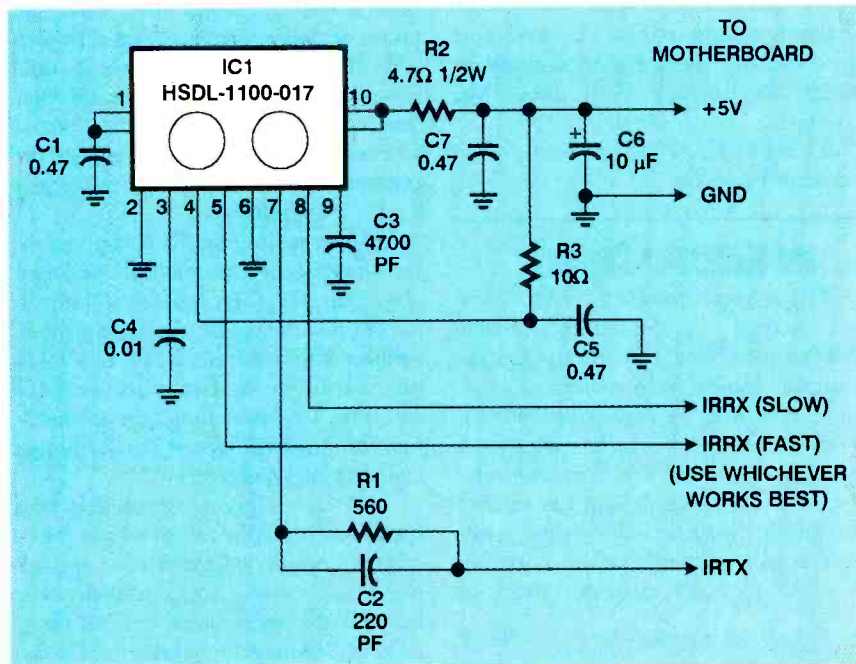 TO
MOTHERBOARD
IC1
HSDL-1100-017
1
10
R2
4.7Ω 1/2W
+5V
C1
0.47
C7
0.47
+
C6
10 µF
GND
2
3
4
5
6
7
8
9
C3
4700
PF
R3
10Ω
C4
0.01
C5
0.47
IRRX (SLOW)
IRRX (FAST)
(USE WHICHEVER
WORKS BEST)
R1
560
IRTX
C2
220
PF